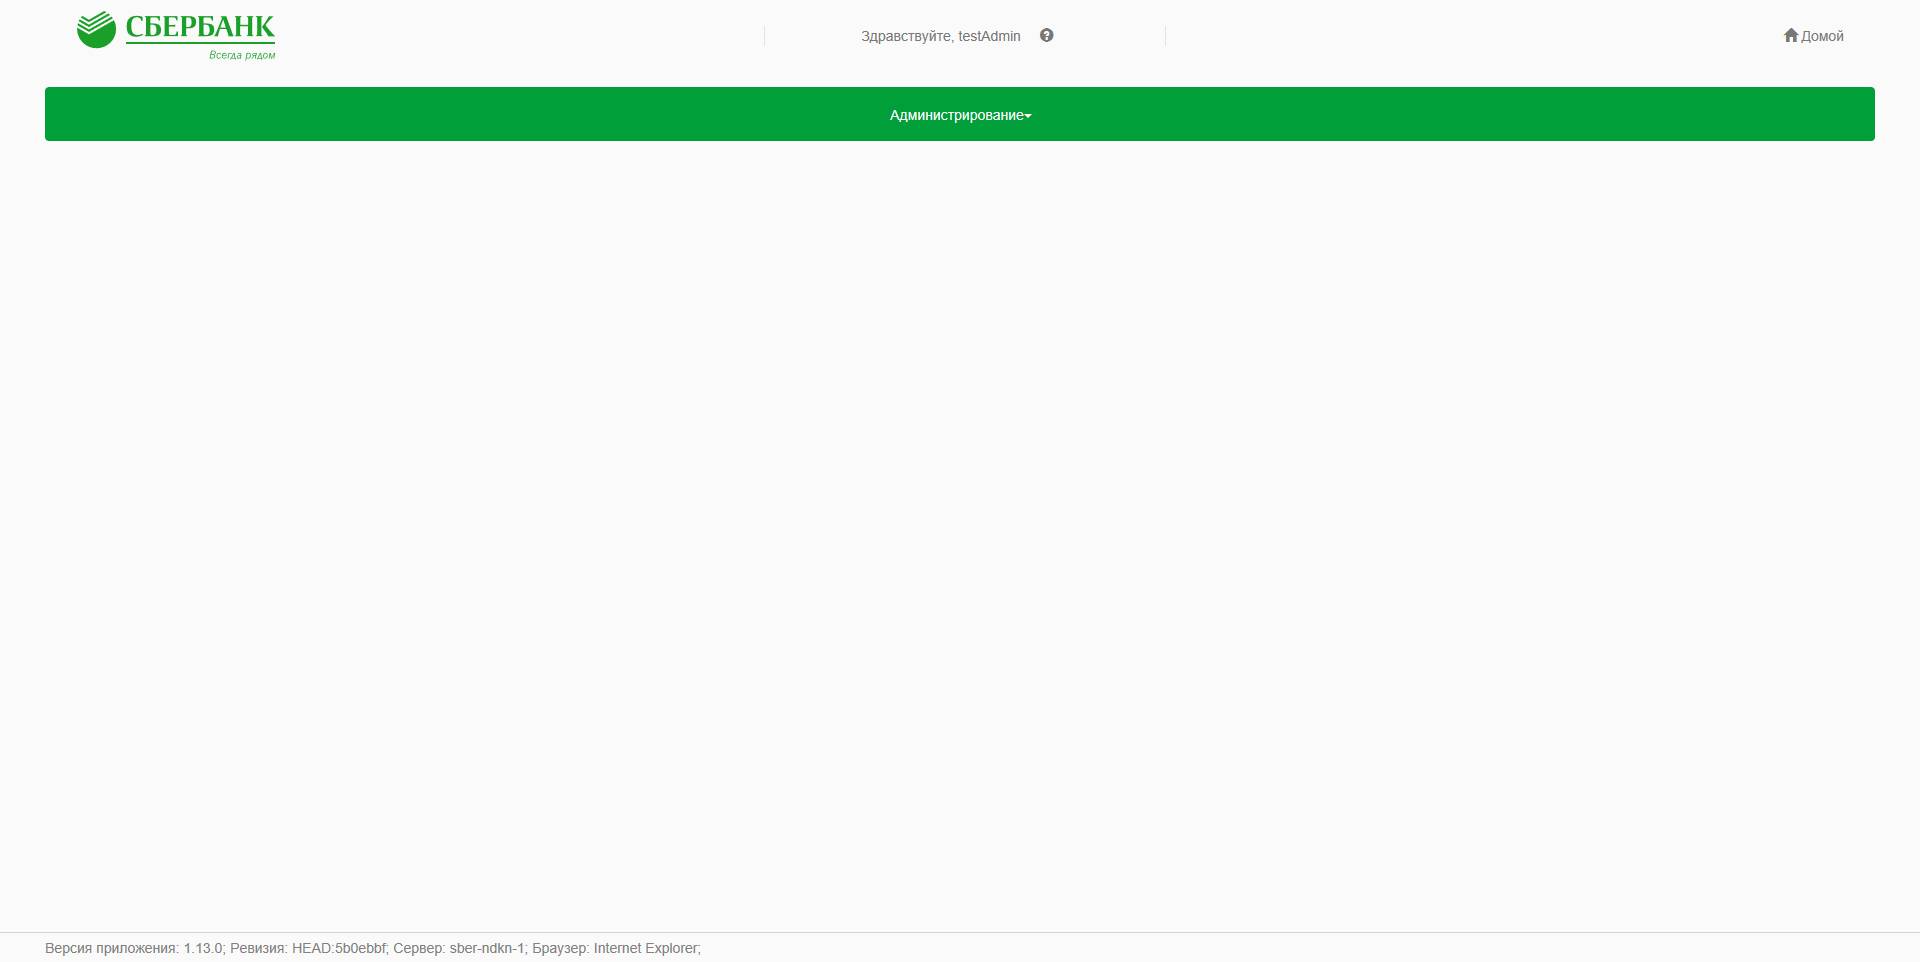 СБЕРБАНК
Всегда рядом
Здравствуйте, testAdmin
Домой
Администрирование
Версия приложения: 1.13.0; Ревизия: HEAD:5b0ebbf; Сервер: sber-ndkn-1; Браузер: Internet Explorer;